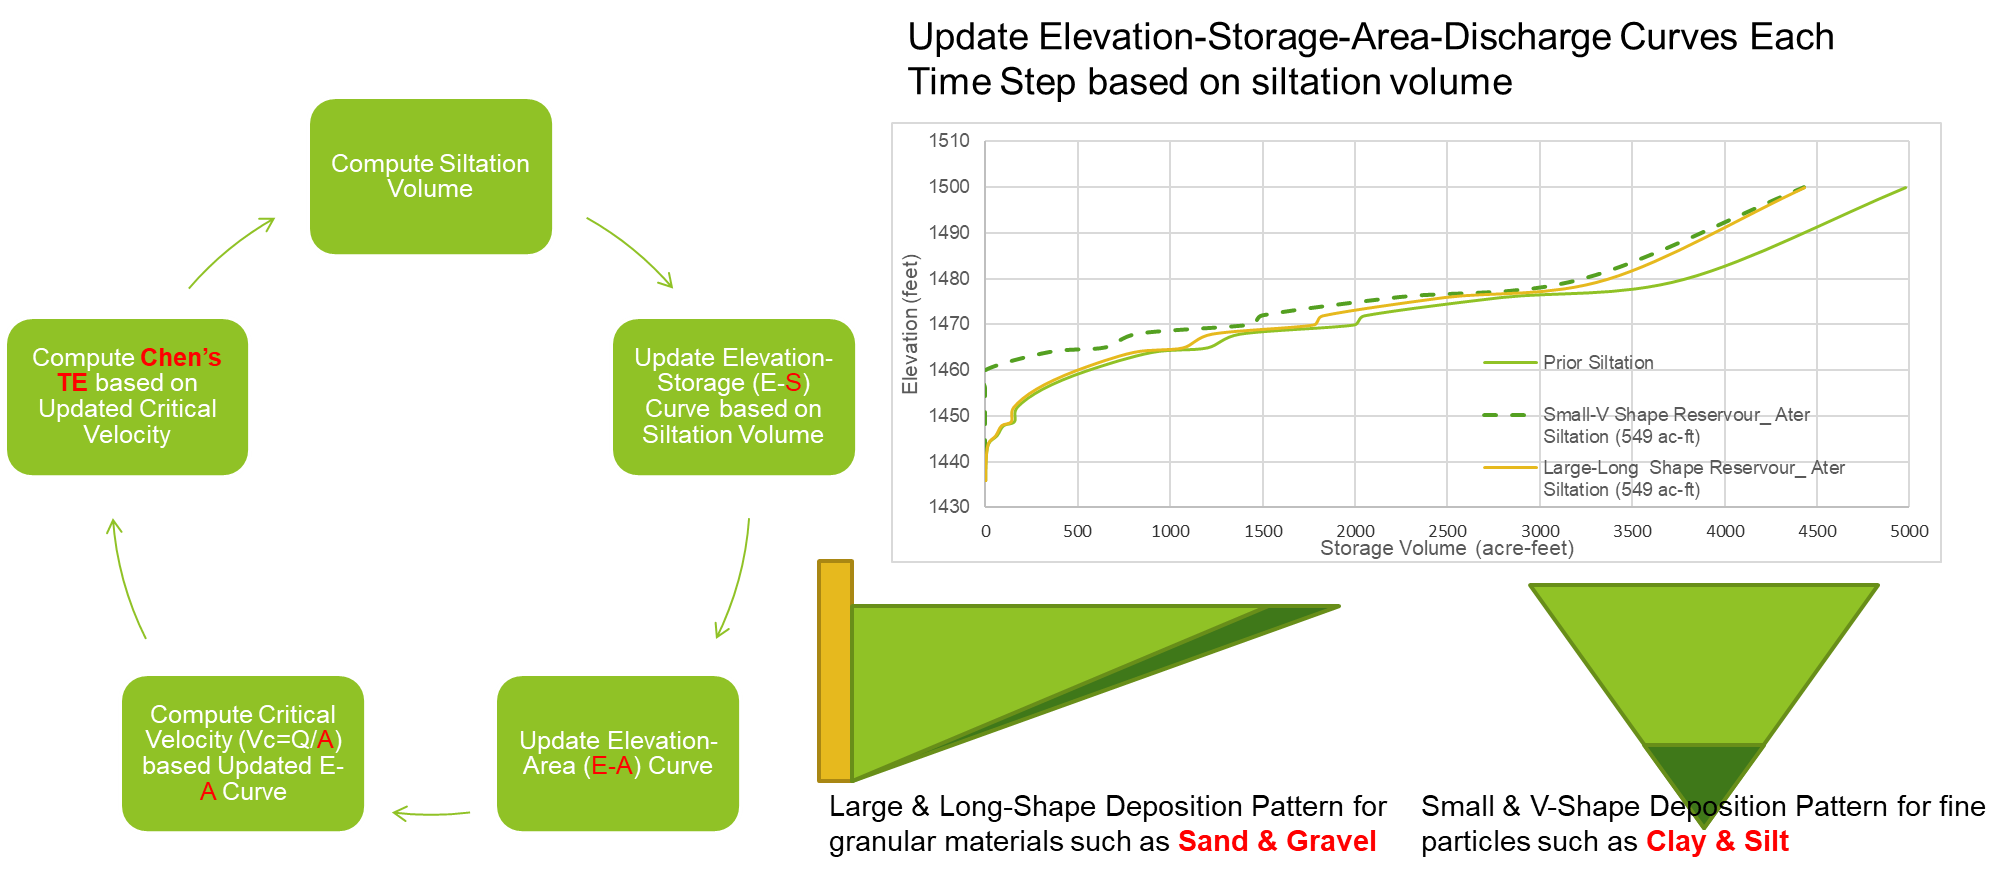 Update Elevation-Storage-Area-Discharge Curves Each
Time Step based on siltation volume
Compute Siltation
Volume
Update Elevation-
Storage (E-S)
Curve based on
Siltation Volume
Update Elevation-
Area (E-A) Curve
Compute Critical
Velocity (Vc=Q/A)
based Updated E-
A Curve
Compute Chen's
TE based on
Updated Critical
Velocity
Elevation (feet)
1510
1500
1490
1480
1470
1460
1450
1440
1430
0
500
1000
1500
2000
2500
3000
3500
4000
4500
5000
Storage Volume (acre-feet)
Prior Siltation
Small-V Shape Reservour_ Ater
Siltation (549 ac-ft)
Large-Long Shape Reservour_ Ater
Siltation (549 ac-ft)
Large & Long-Shape Deposition Pattern for
granular materials such as Sand & Gravel
Small & V-Shape Deposition Pattern for fine
particles such as Clay & Silt